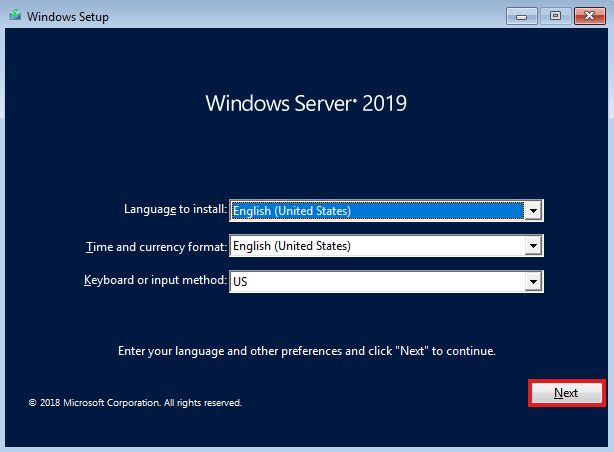 Windows Setup
Windows Server® 2019
Language to install: English (United States)
Time and currency format: English (United States)
Keyboard or input method: US
Enter your language and other preferences and click "Next" to continue.
Next
© 2018 Microsoft Corporation. All rights reserved.